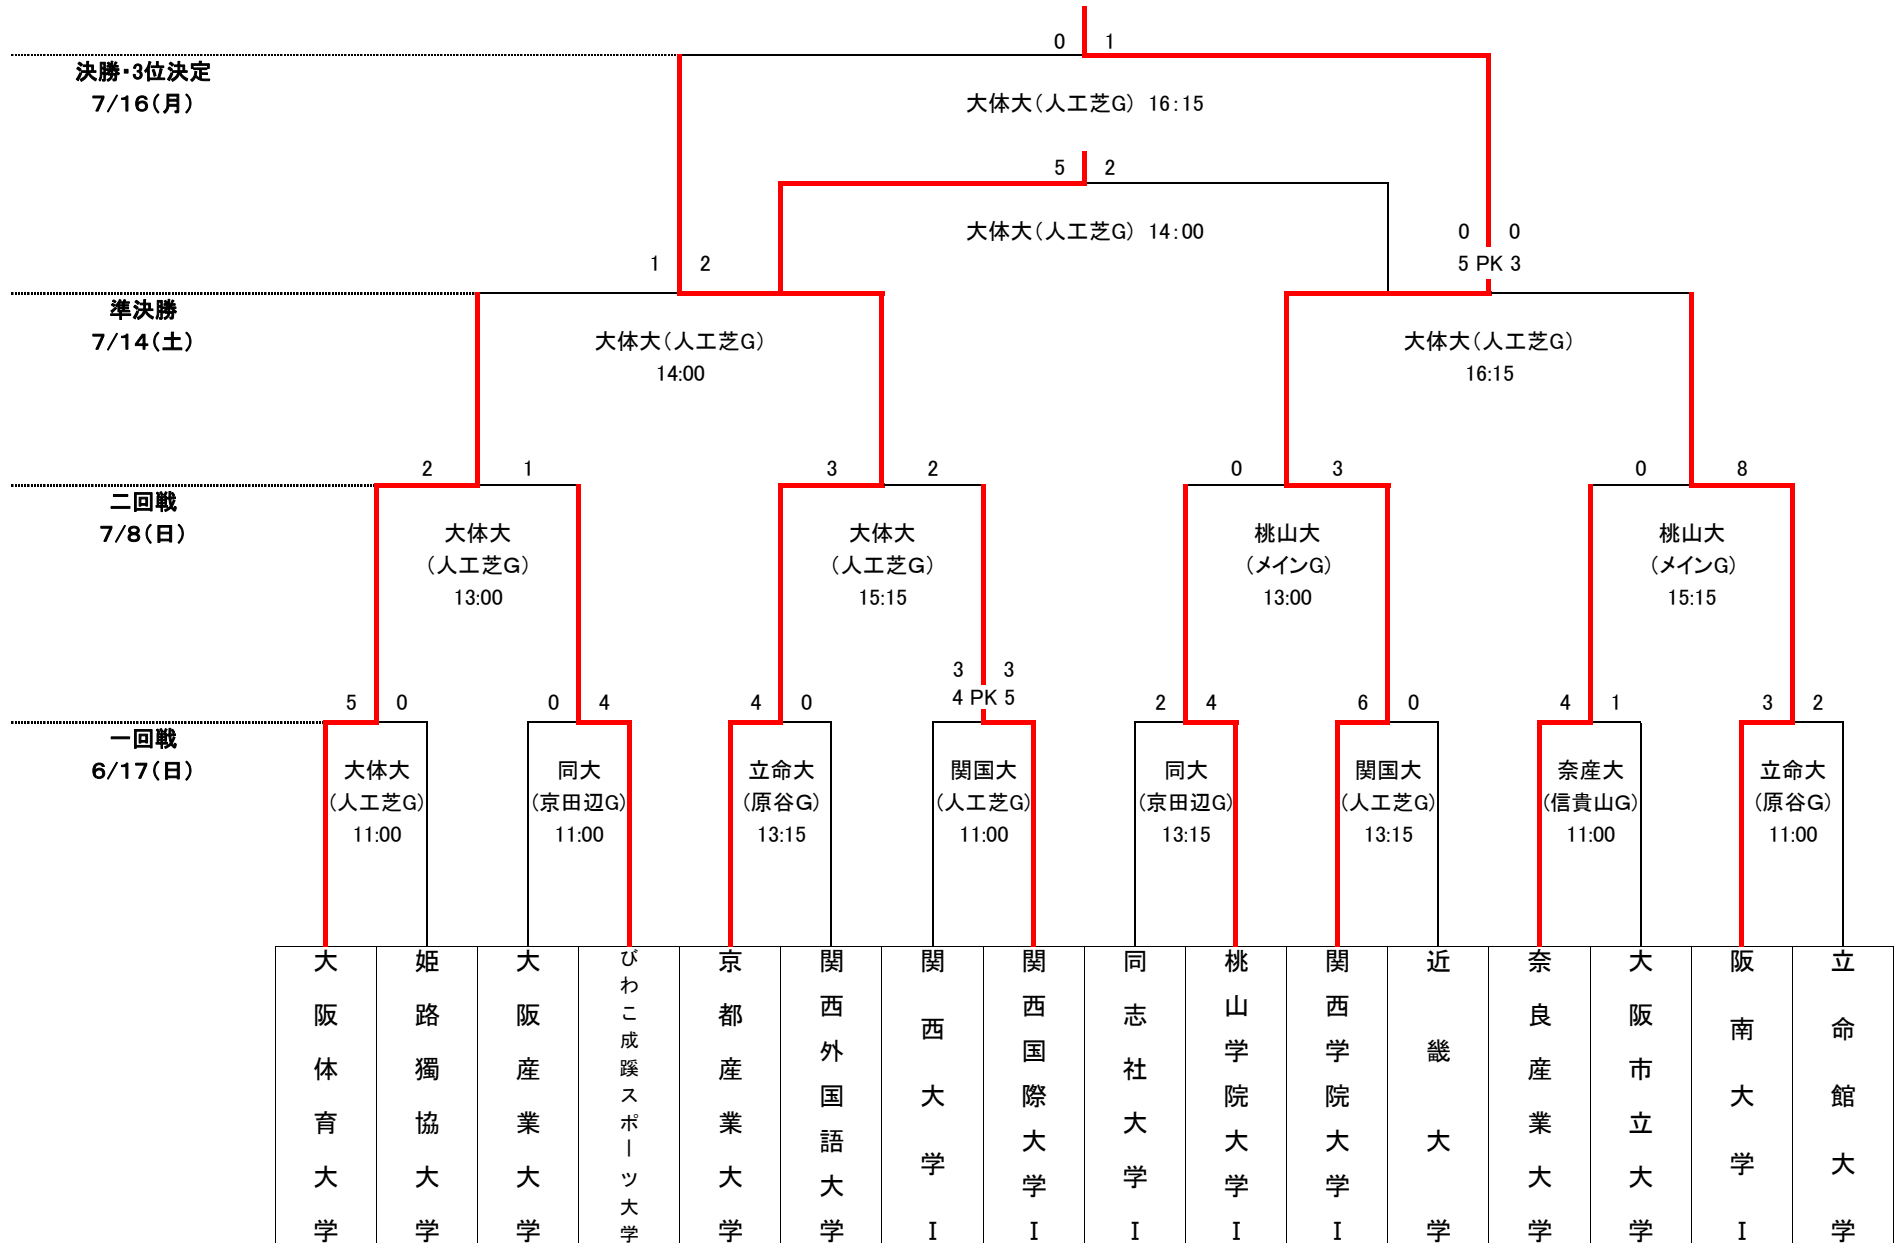 0 1
決勝・3位決定
7/16(月)
大体大(人工芝G) 16:15
5 2
大体大(人工芝G) 14:00
0 0
5 PK 3
1 2
準決勝
7/14(土)
大体大(人工芝G)
14:00
大体大(人工芝G)
16:15
2 1
3 2
0 3
0 8
二回戦
7/8(日)
大体大
(人工芝G)
13:00
大体大
(人工芝G)
15:15
桃山大
(メインG)
13:00
桃山大
(メインG)
15:15
5 0
0 4
4 0
3 3
4 PK 5
2 4
6 0
4 1
3 2
一回戦
6/17(日)
大体大
(人工芝G)
11:00
同大
(京田辺G)
11:00
立命大
(原谷G)
13:15
関国大
(人工芝G)
11:00
同大
(京田辺G)
13:15
関国大
(人工芝G)
13:15
奈産大
(信貴山G)
11:00
立命大
(原谷G)
11:00
大阪体育大学
姫路獨協大学
大阪産業大学
びわこ成蹊スポーツ大学
京都産業大学
関西外国語大学
関西大学I
関西国際大学I
同志社大学I
桃山学院大学I
関西学院大学I
近畿大学
奈良産業大学
大阪市立大学
阪南大学I
立命館大学